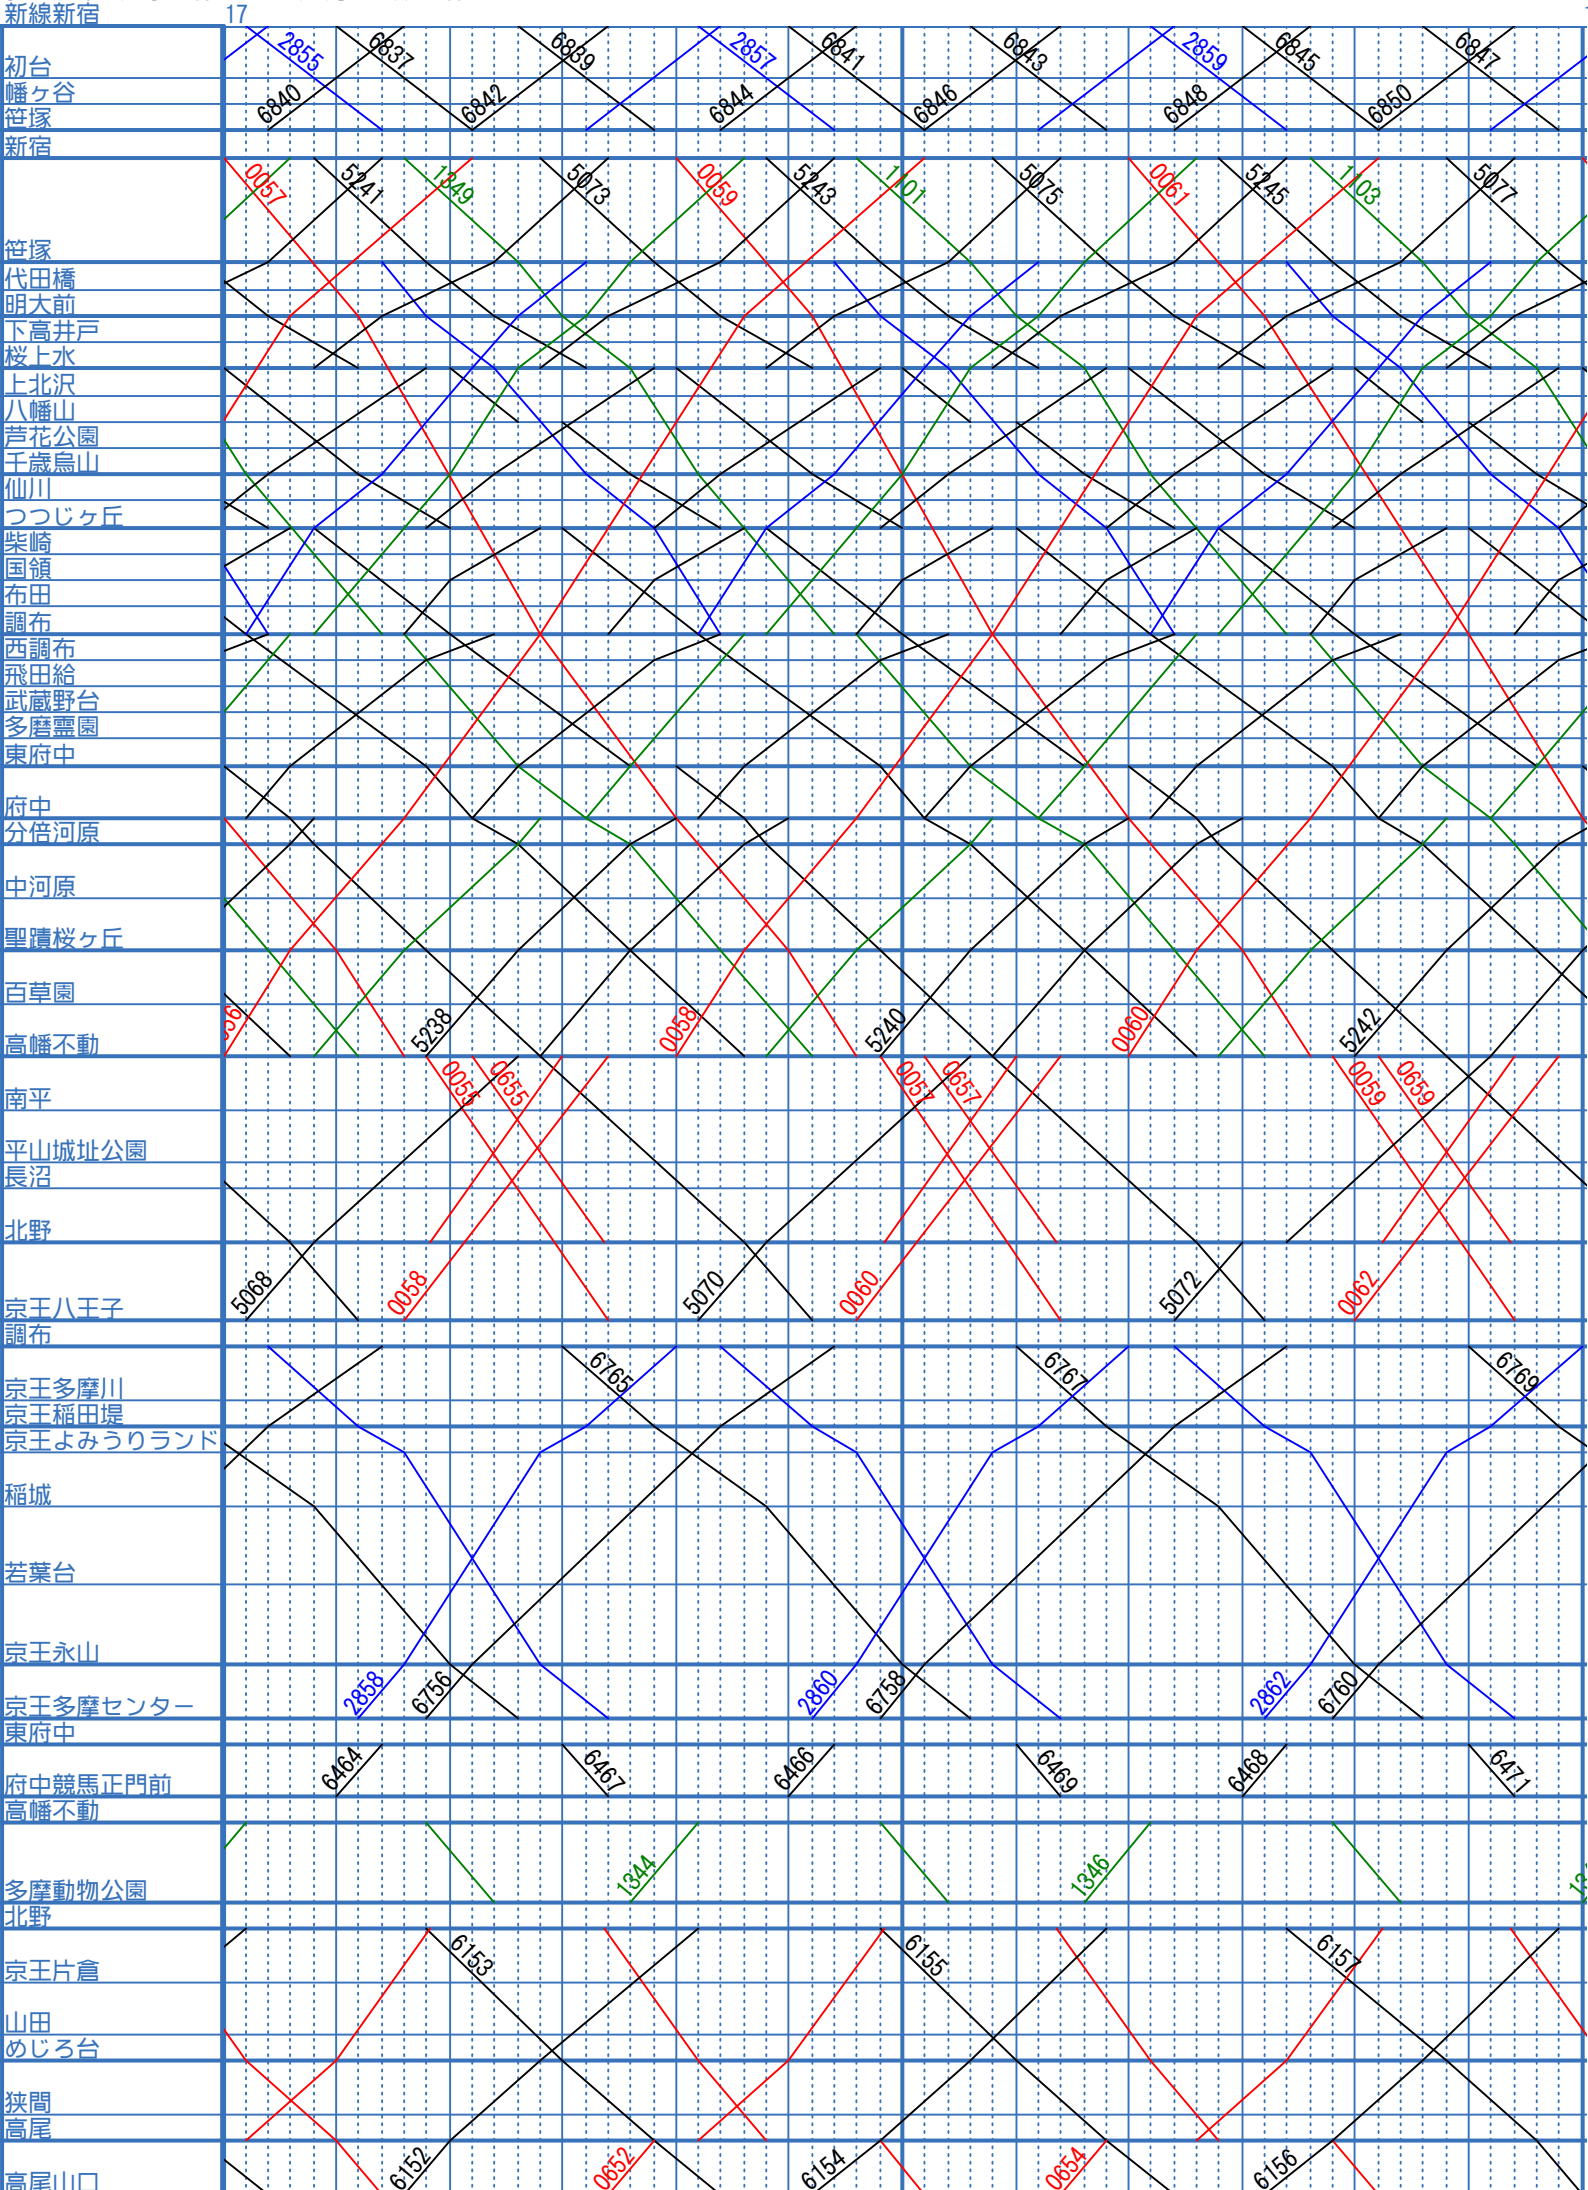 新線新宿 17
初台 2855 6837 6839 2857 6841 6843 2859 6845 6847
幡ヶ谷 6840 6842 6844 6846 6848 6850
笹塚
新宿
0057 5241 1349 5073 0059 5243 1101 5075 0061 5245 1103 5077
笹塚
代田橋
明大前
下高井戸
桜上水
上北沢
八幡山
芦花公園
千歳烏山
仙川
つつじヶ丘
柴崎
国領
布田
調布
西調布
飛田給
武蔵野台
多磨霊園
東府中
府中
分倍河原
中河原
聖蹟桜ヶ丘
百草園
高幡不動 5238 0058 5240 0060 5242
0055 0655 0057 0657 0059 0659
南平
平山城址公園
長沼
北野
京王八王子 5068 0058 5070 0060 5072 0062
調布
京王多摩川 6765 6767 6769
京王稲田堤
京王よみうりランド
稲城
若葉台
京王永山
京王多摩センター 2858 6756 2860 6758 2862 6760
東府中
府中競馬正門前 6464 6467 6466 6469 6468 6471
高幡不動
多摩動物公園 1344 1346
北野
京王片倉 6153 6155 6157
山田
めじろ台
狭間
高尾
高尾山口 6152 0652 6154 0654 6156